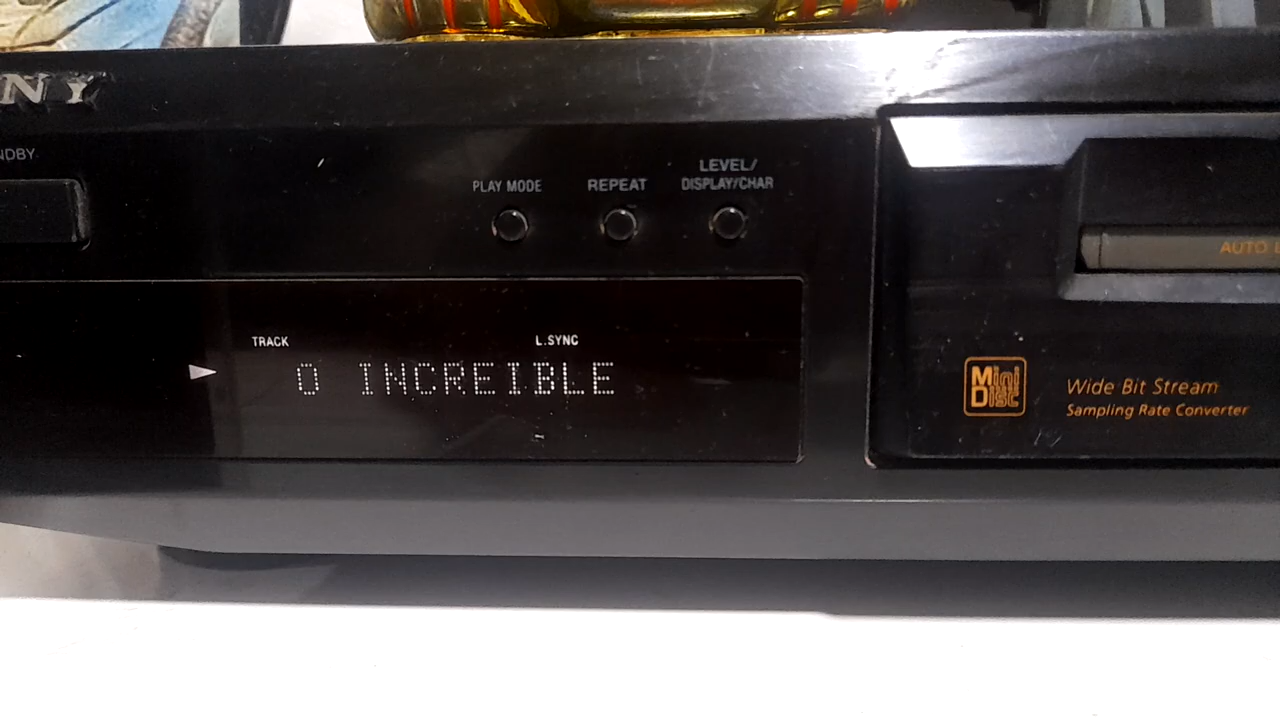 NY
NDBY
PLAY MODE
REPEAT
LEVEL/
DISPLAY/CHAR
AUTO
TRACK
L.SYNC
0 INCREIBLE
Mini
Disc
Wide Bit Stream
Sampling Rate Converter